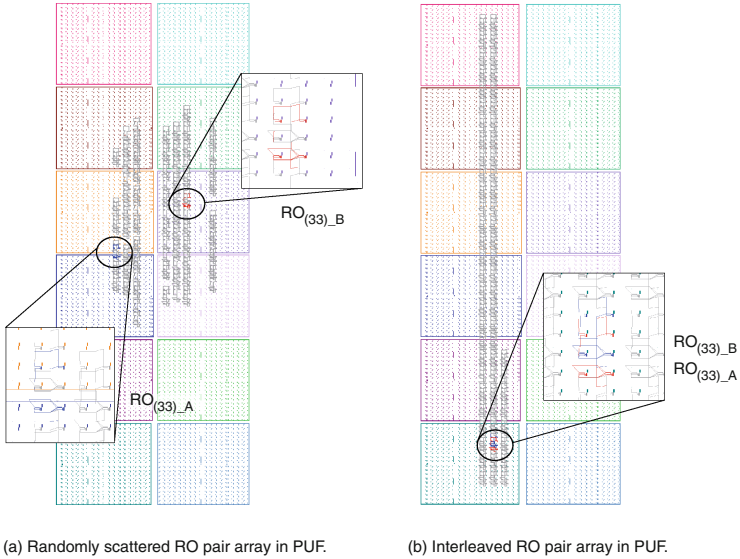 RO(33)_B
RO(33)_A
RO(33)_B
RO(33)_A
(a) Randomly scattered RO pair array in PUF.
(b) Interleaved RO pair array in PUF.